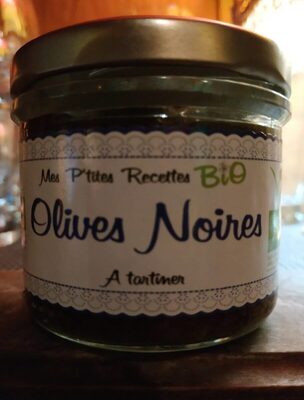 Mes P'tites Recettes BIO
Olives Noires
A tartiner